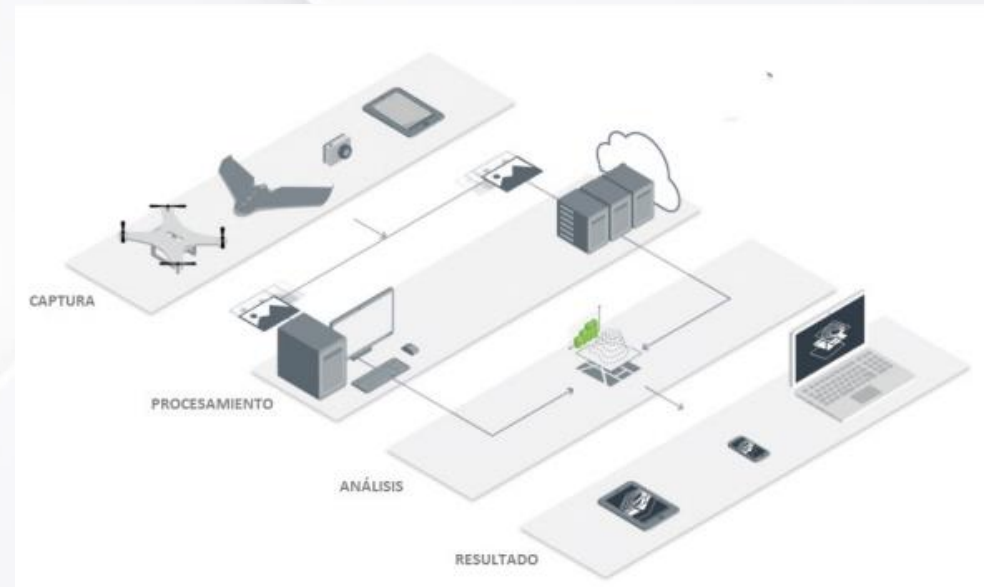 CAPTURA
PROCESAMIENTO
ANÁLISIS
RESULTADO